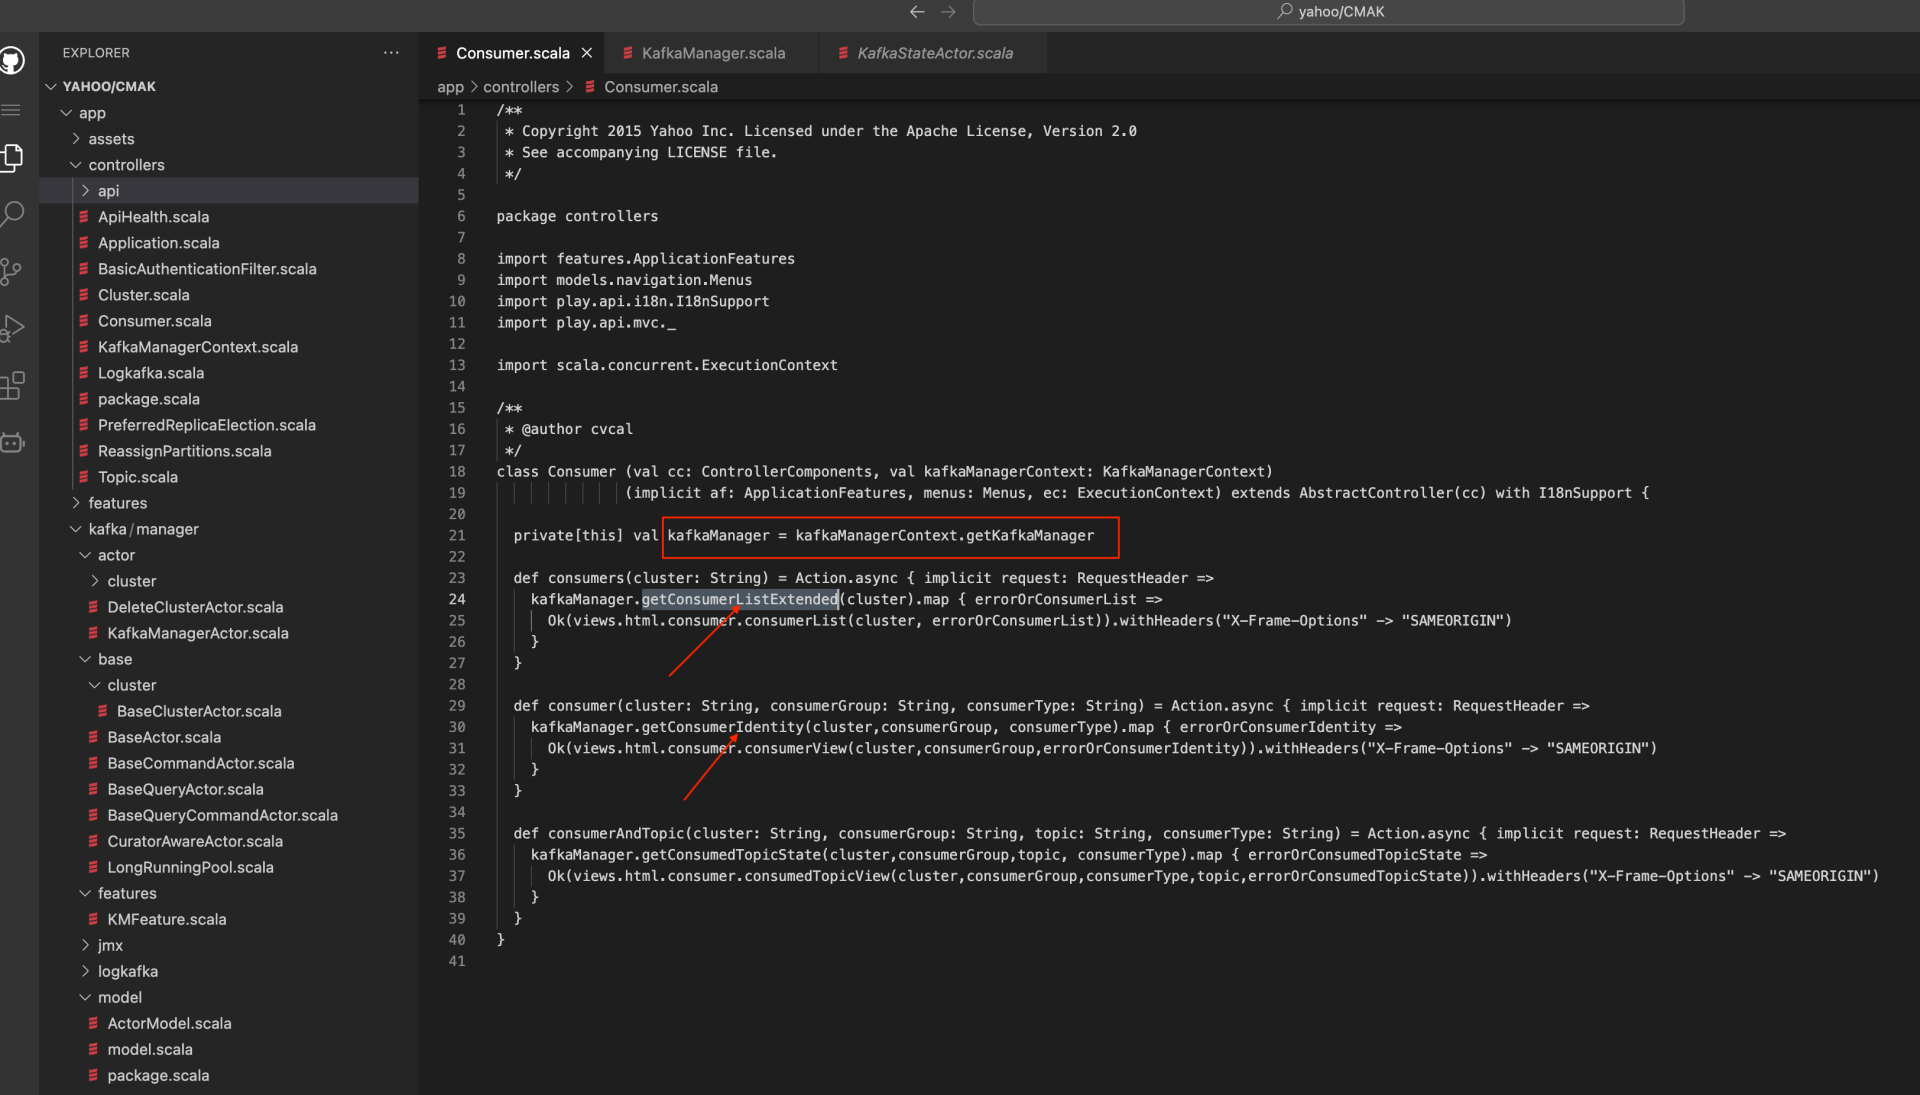 yahoo/CMAK
EXPLORER
YAHOO/CMAK
app
assets
controllers
api
ApiHealth.scala
Application.scala
BasicAuthenticationFilter.scala
Cluster.scala
Consumer.scala
KafkaManagerContext.scala
Logkafka.scala
package.scala
PreferredReplicaElection.scala
ReassignPartitions.scala
Topic.scala
features
kafka/manager
actor
cluster
DeleteClusterActor.scala
KafkaManagerActor.scala
base
cluster
BaseClusterActor.scala
BaseActor.scala
BaseCommandActor.scala
BaseQueryActor.scala
BaseQueryCommandActor.scala
CuratorAwareActor.scala
LongRunningPool.scala
features
KMFeature.scala
jmx
logkafka
model
ActorModel.scala
model.scala
package.scala
Consumer.scala KafkaManager.scala KafkaStateActor.scala
app > controllers > Consumer.scala
1 /**
2 * Copyright 2015 Yahoo Inc. Licensed under the Apache License, Version 2.0
3 * See accompanying LICENSE file.
4 */
5
6 package controllers
7
8 import features.ApplicationFeatures
9 import models.navigation.Menus
10 import play.api.i18n.I18nSupport
11 import play.api.mvc._
12
13 import scala.concurrent.ExecutionContext
14
15 /**
16 * @author cvcal
17 */
18 class Consumer (val cc: ControllerComponents, val kafkaManagerContext: KafkaManagerContext)
19 (implicit af: ApplicationFeatures, menus: Menus, ec: ExecutionContext) extends AbstractController(cc) with I18nSupport {
20
21 private[this] val kafkaManager = kafkaManagerContext.getKafkaManager
22
23 def consumers(cluster: String) = Action.async { implicit request: RequestHeader =>
24 kafkaManager.getConsumerListExtended(cluster).map { errorOrConsumerList =>
25 Ok(views.html.consumer.consumerList(cluster, errorOrConsumerList)).withHeaders("X-Frame-Options" -> "SAMEORIGIN")
26 }
27 }
28
29 def consumer(cluster: String, consumerGroup: String, consumerType: String) = Action.async { implicit request: RequestHeader =>
30 kafkaManager.getConsumerIdentity(cluster,consumerGroup, consumerType).map { errorOrConsumerIdentity =>
31 Ok(views.html.consumer.consumerView(cluster,consumerGroup,errorOrConsumerIdentity)).withHeaders("X-Frame-Options" -> "SAMEORIGIN")
32 }
33 }
34
35 def consumerAndTopic(cluster: String, consumerGroup: String, topic: String, consumerType: String) = Action.async { implicit request: RequestHeader =>
36 kafkaManager.getConsumedTopicState(cluster,consumerGroup,topic, consumerType).map { errorOrConsumedTopicState =>
37 Ok(views.html.consumer.consumedTopicView(cluster,consumerGroup,consumerType,topic,errorOrConsumedTopicState)).withHeaders("X-Frame-Options" -> "SAMEORIGIN")
38 }
39 }
40 }
41